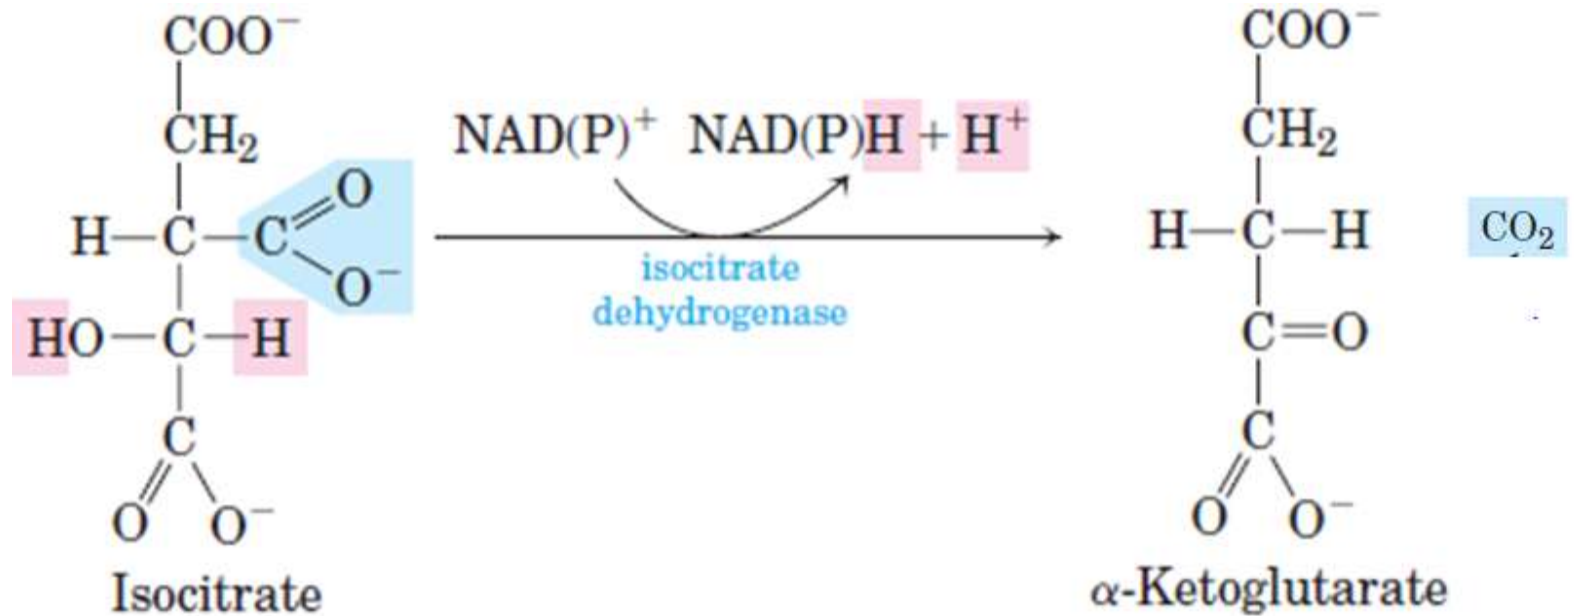 COO⁻
CH₂
H—C—C
O
O⁻
HO—C—H
C
O O⁻
Isocitrate
NAD(P)⁺ NAD(P)H + H⁺
isocitrate
dehydrogenase
COO⁻
CH₂
H—C—H
C=O
C
O O⁻
α-Ketoglutarate
CO₂